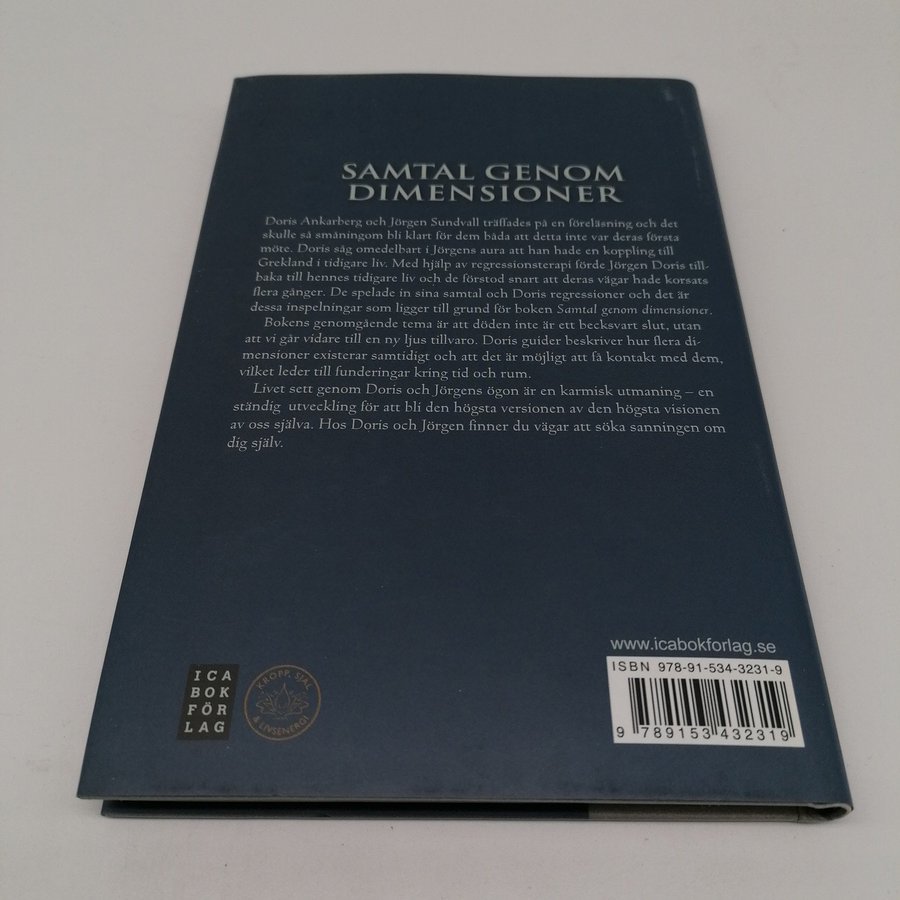 SAMTAL GENOM
DIMENSIONER
Doris Ankarberg och Jörgen Sundvall träffades på en föreläsning och det
skulle så småningom bli klart för dem båda att detta inte var deras första
möte. Doris såg omedelbart i Jörgens aura att han hade en koppling till
Grekland i tidigare liv. Med hjälp av regressionsterapi förde Jörgen Doris till-
baka till hennes tidigare liv och de förstod snart att deras vägar hade korsats
flera gånger. De spelade in sina samtal och Doris regressioner och det är
dessa inspelningar som ligger till grund för boken Samtal genom dimensioner.
Bokens genomgående tema är att döden inte är ett becksvart slut, utan
att vi går vidare till en ny ljus tillvaro. Doris guider beskriver hur flera di-
mensioner existerar samtidigt och att det är möjligt att få kontakt med dem,
vilket leder till funderingar kring tid och rum.
Livet sett genom Doris och Jörgens ögon är en karmisk utmaning – en
ständig utveckling för att bli den högsta versionen av den högsta visionen
av oss själva. Hos Doris och Jörgen finner du vägar att söka sanningen om
dig själv.
www.icabokforlag.se
ISBN 978-91-534-3231-9
9 789153 432319
ICA
BOK
FÖR
LAG
KROPP, SJÄL
& LIVSENERGI